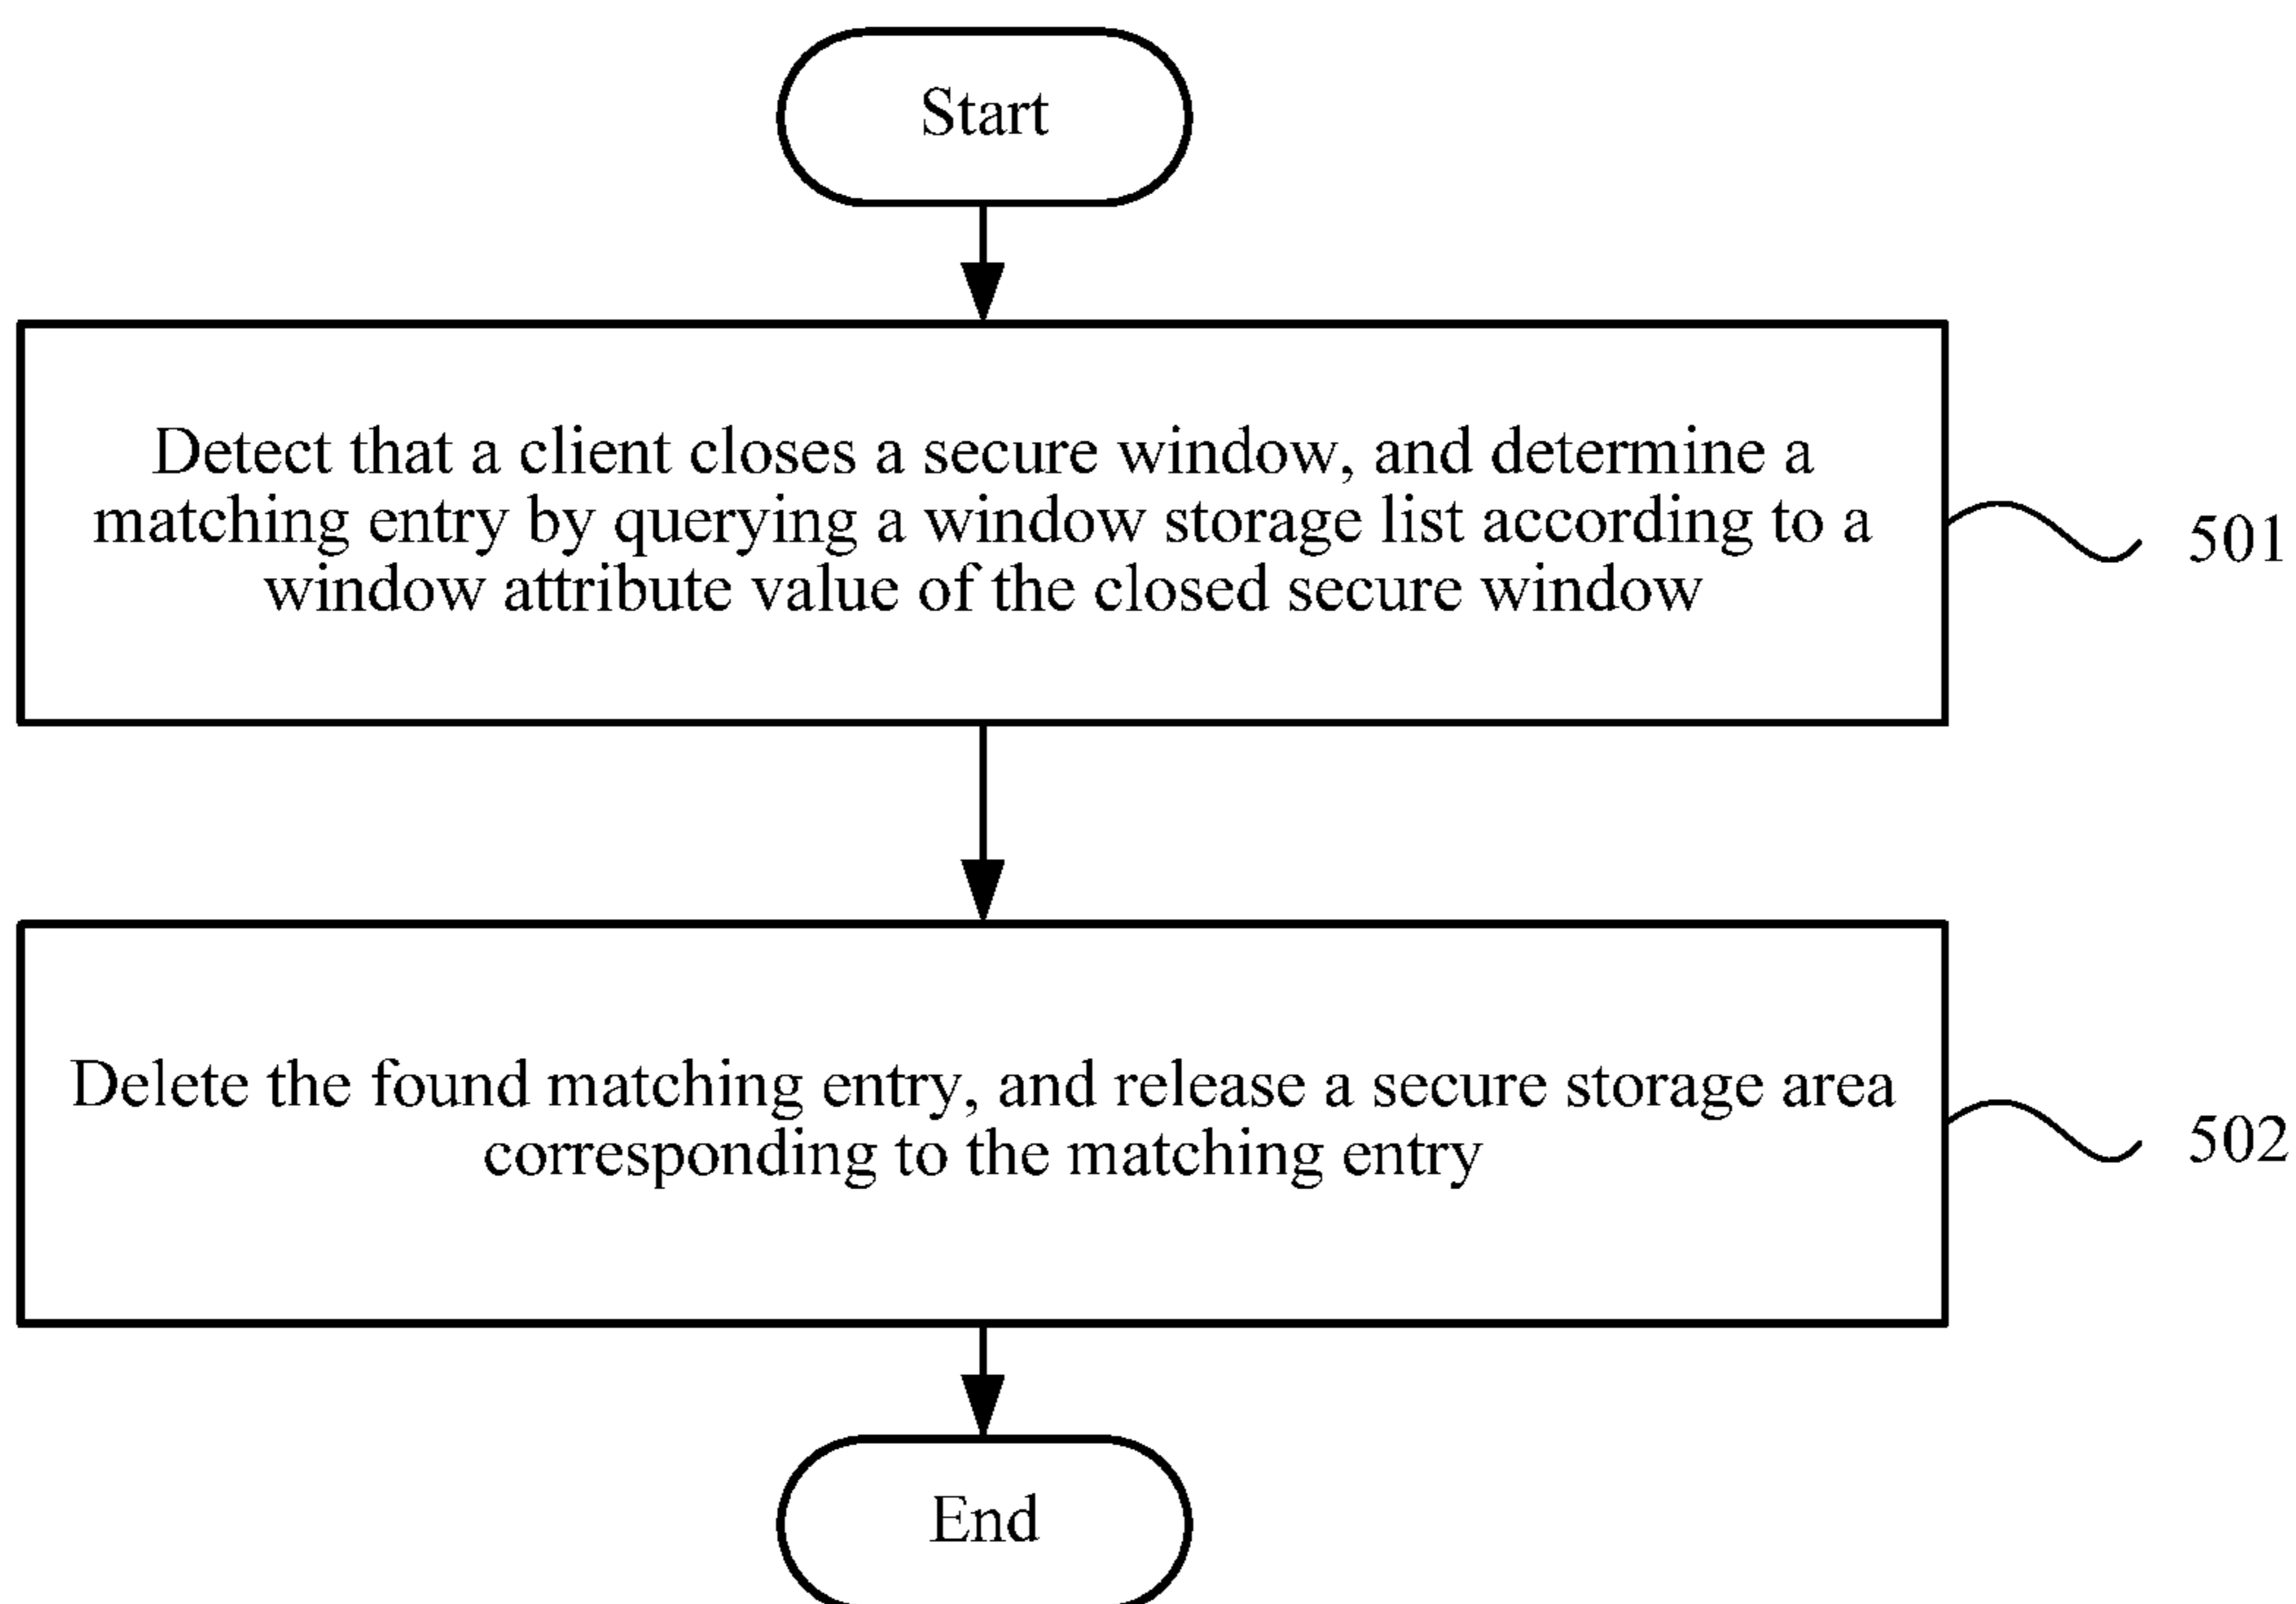 Start
Detect that a client closes a secure window, and determine a
matching entry by querying a window storage list according to a
window attribute value of the closed secure window
501
Delete the found matching entry, and release a secure storage area
corresponding to the matching entry
502
End